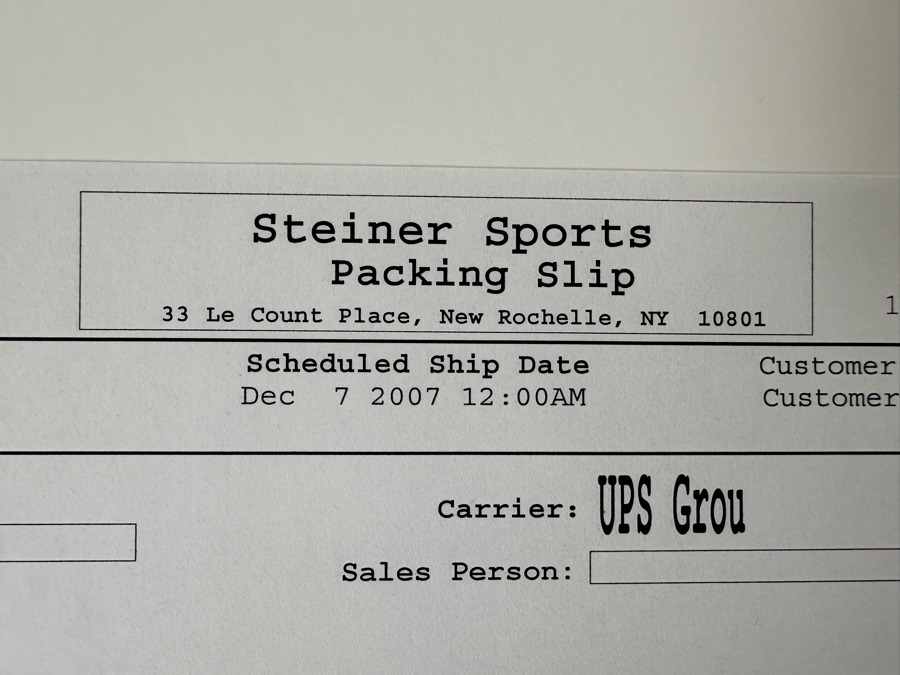 Steiner Sports
Packing Slip
33 Le Count Place, New Rochelle, NY 10801
1
Scheduled Ship Date
Customer
Dec 7 2007 12:00AM
Customer
Carrier: UPS Grou
Sales Person: